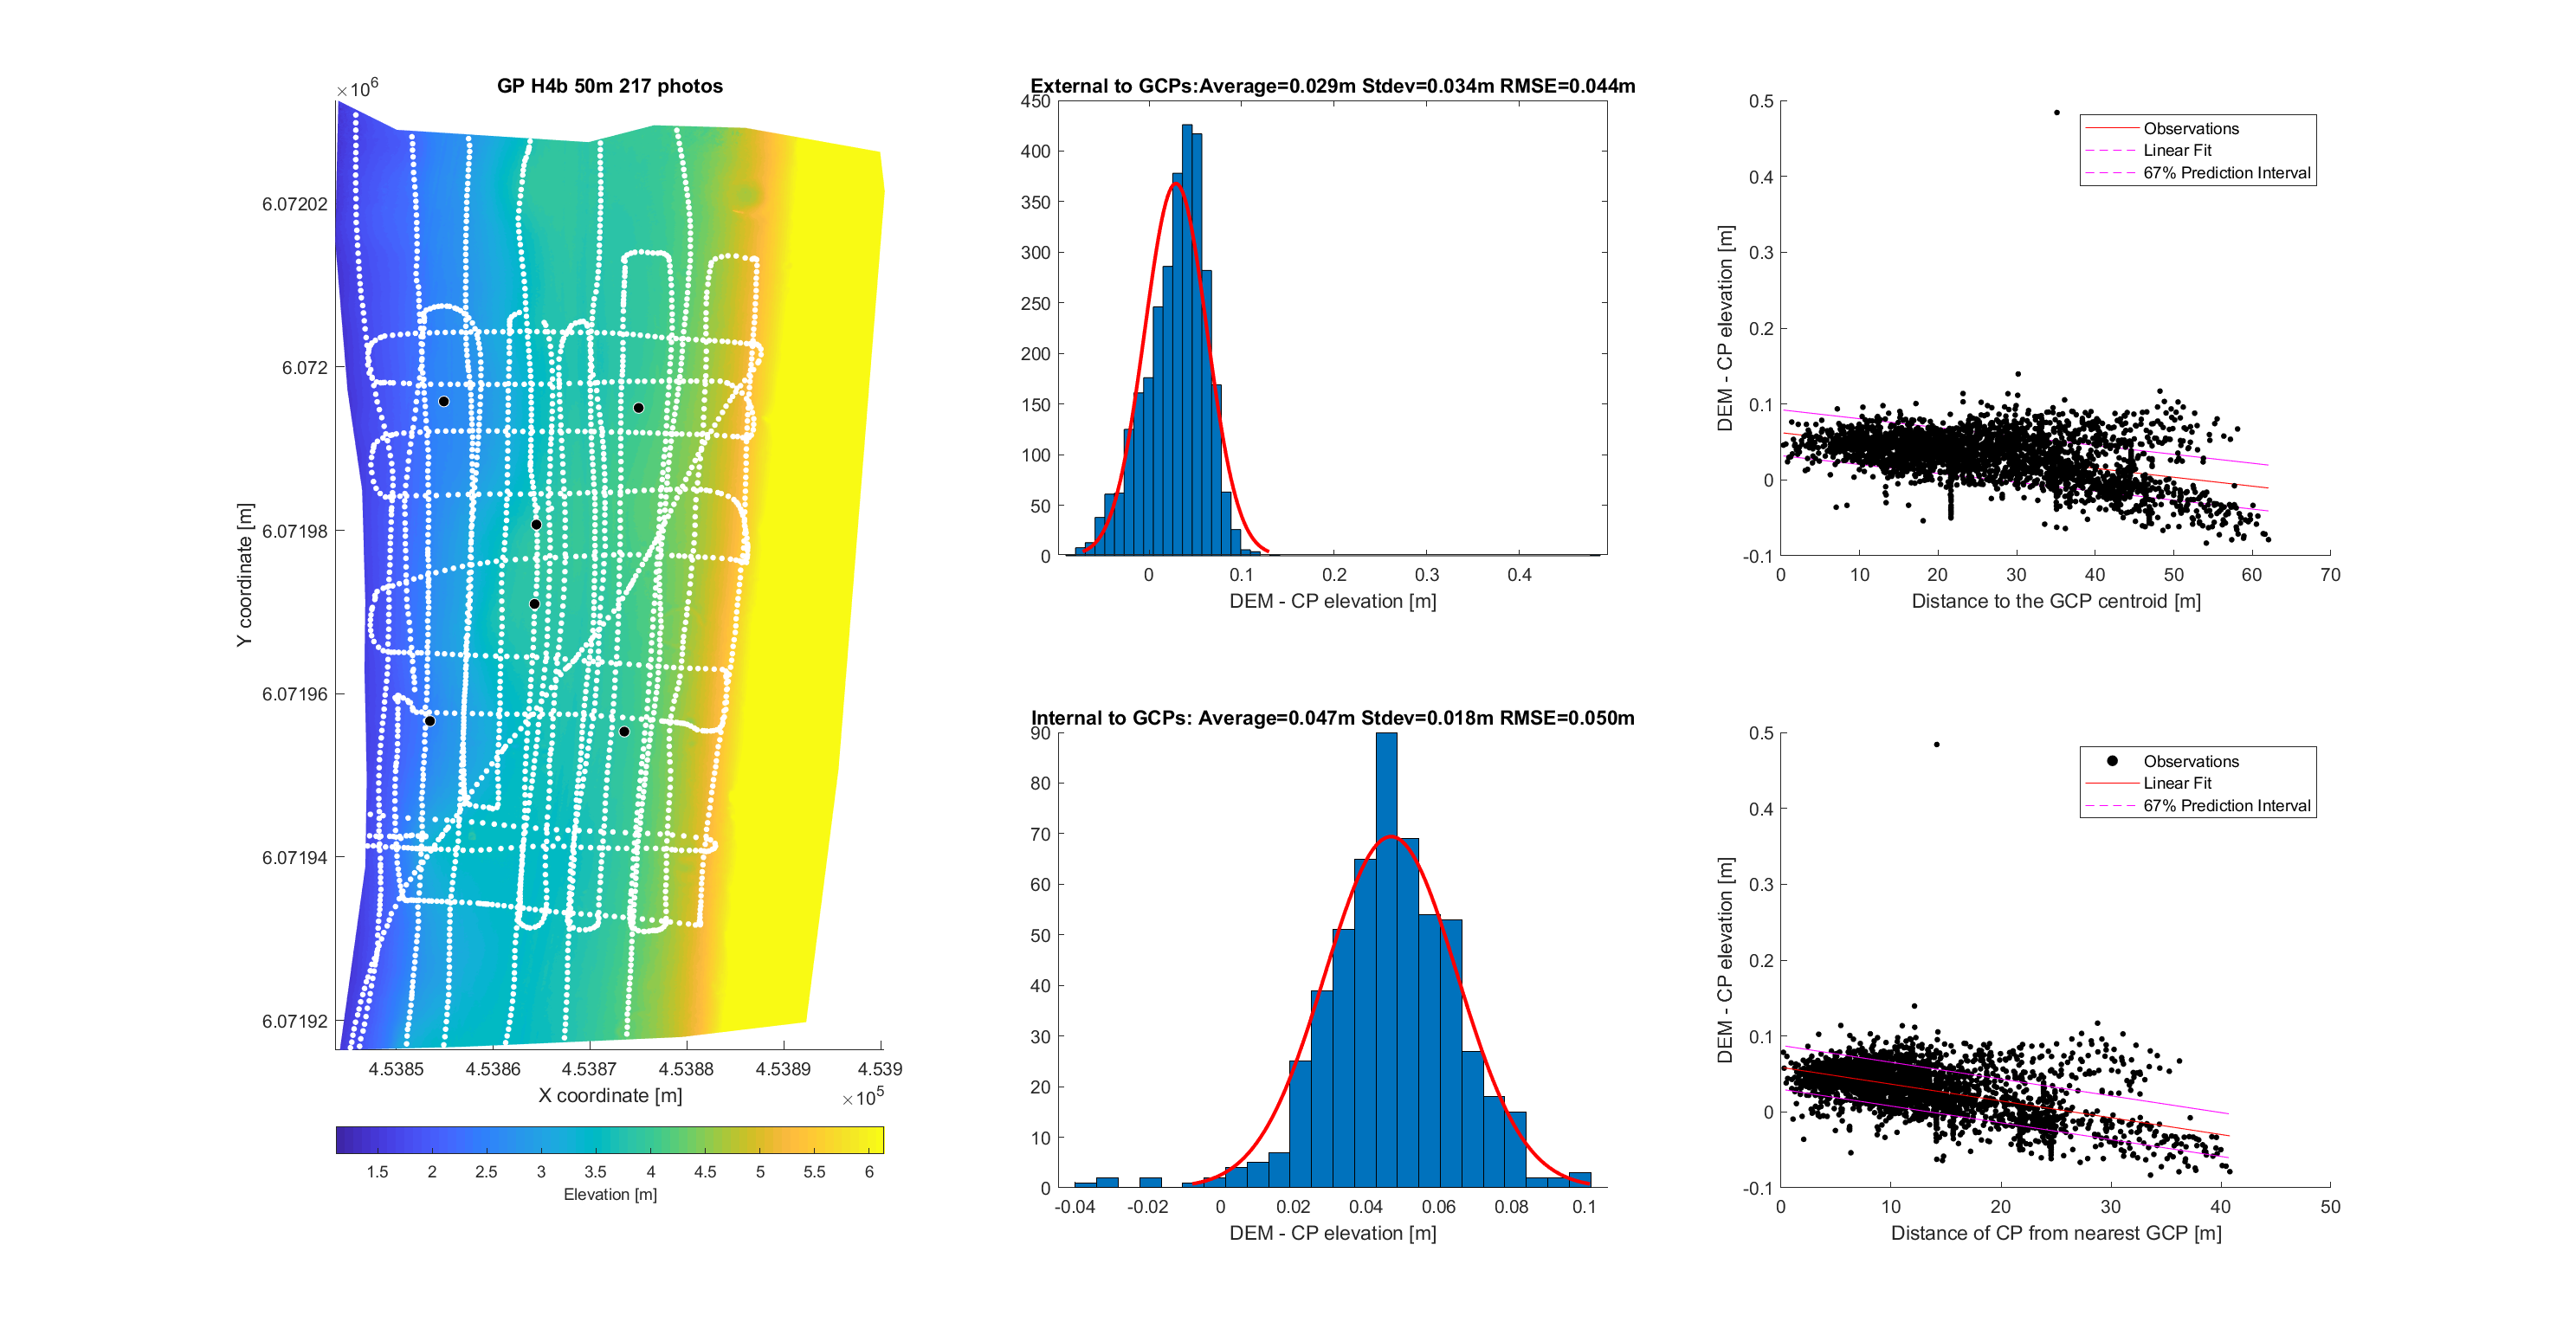 GP H4b 50m 217 photos
×10⁶
6.07202
6.072
6.07198
6.07196
6.07194
6.07192
Y coordinate [m]
4.5385 4.5386 4.5387 4.5388 4.5389 4.539
X coordinate [m]
×10⁵
1.5 2 2.5 3 3.5 4 4.5 5 5.5 6
Elevation [m]
External to GCPs:Average=0.029m Stdev=0.034m RMSE=0.044m
450
400
350
300
250
200
150
100
50
0
0 0.1 0.2 0.3 0.4
DEM - CP elevation [m]
Internal to GCPs: Average=0.047m Stdev=0.018m RMSE=0.050m
90
80
70
60
50
40
30
20
10
0
-0.04 -0.02 0 0.02 0.04 0.06 0.08 0.1
DEM - CP elevation [m]
0.5
0.4
0.3
0.2
0.1
0
-0.1
DEM - CP elevation [m]
Observations
Linear Fit
67% Prediction Interval
0 10 20 30 40 50 60 70
Distance to the GCP centroid [m]
0.5
0.4
0.3
0.2
0.1
0
-0.1
DEM - CP elevation [m]
Observations
Linear Fit
67% Prediction Interval
0 10 20 30 40 50
Distance of CP from nearest GCP [m]